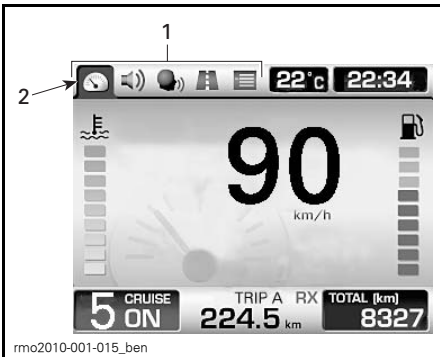 1
2
22°c 22:34
90
km/h
5 CRUISE ON
TRIP A RX
224.5 km
TOTAL (km)
8327
rmo2010-001-015_ben